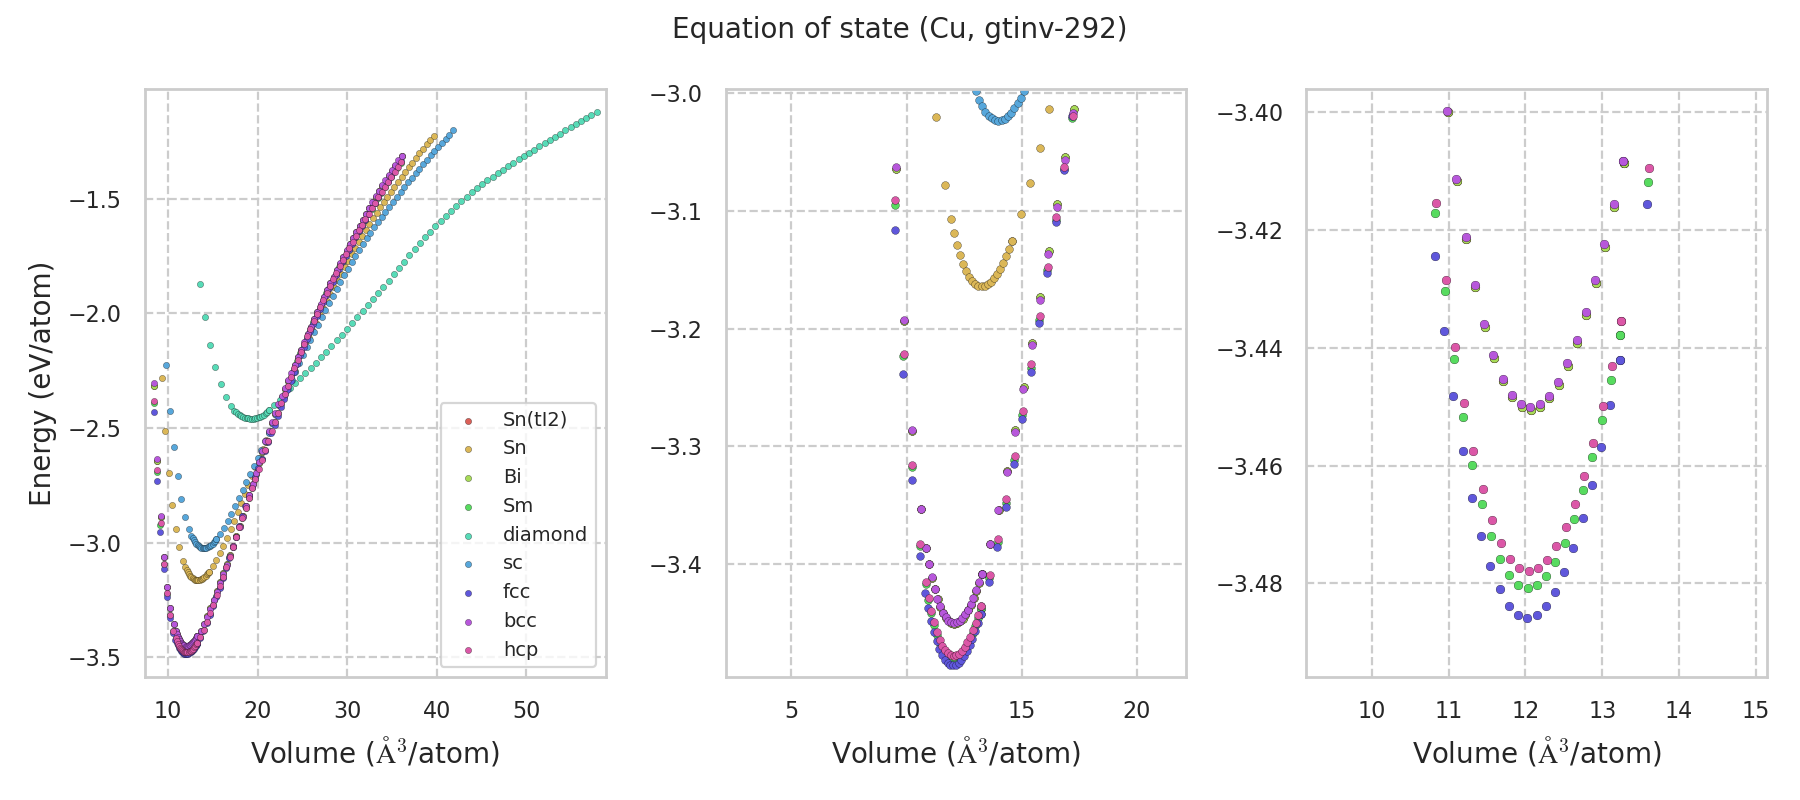 Equation of state (Cu, gtinv-292)
Energy (eV/atom)
−1.5
−2.0
−2.5
−3.0
−3.5
10 20 30 40 50
Volume (Å³/atom)
Sn(tI2)
Sn
Bi
Sm
diamond
sc
fcc
bcc
hcp
−3.0
−3.1
−3.2
−3.3
−3.4
5 10 15 20
Volume (Å³/atom)
−3.40
−3.42
−3.44
−3.46
−3.48
10 11 12 13 14 15
Volume (Å³/atom)